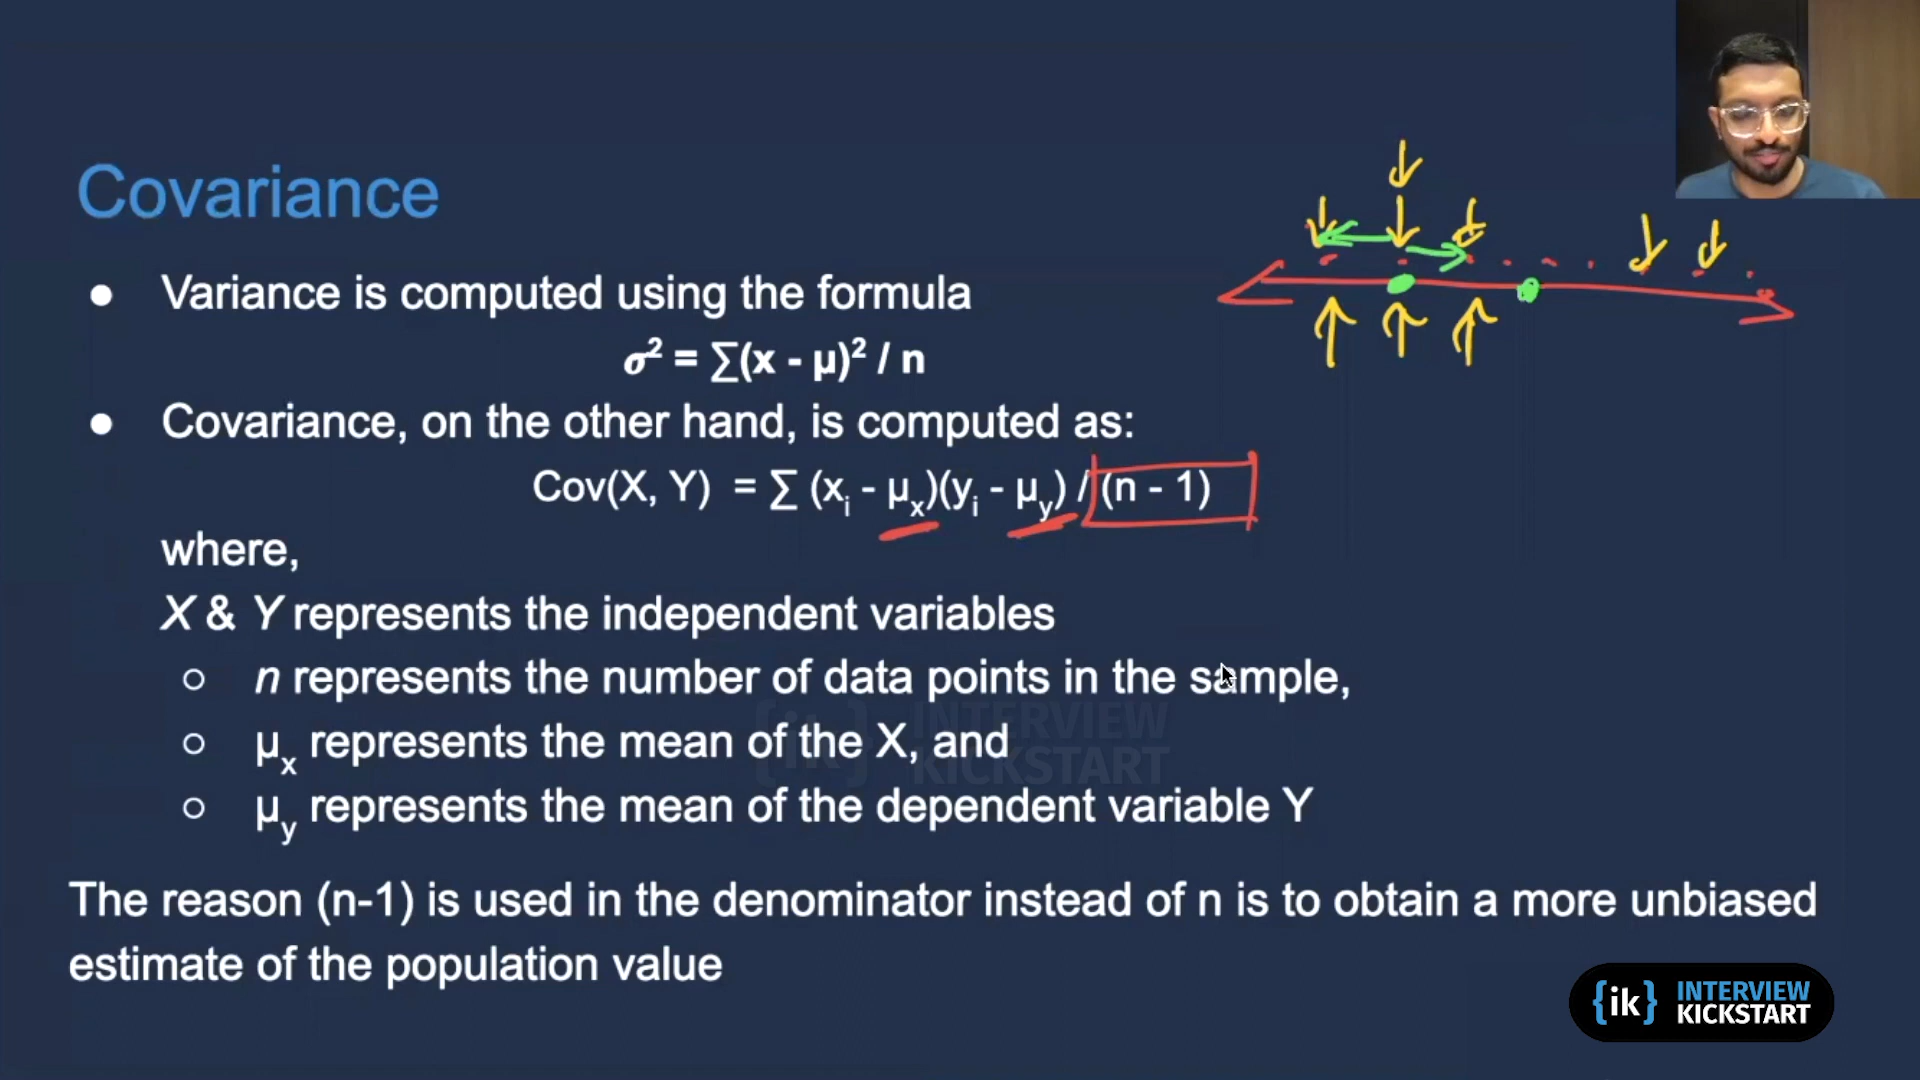 Covariance
● Variance is computed using the formula
σ² = ∑(x - μ)² / n
● Covariance, on the other hand, is computed as:
Cov(X, Y) = ∑ (xᵢ - μₓ)(yᵢ - μᵧ) / (n - 1)
where,
X & Y represents the independent variables
○ n represents the number of data points in the sample,
○ μₓ represents the mean of the X, and
○ μᵧ represents the mean of the dependent variable Y
The reason (n-1) is used in the denominator instead of n is to obtain a more unbiased
estimate of the population value
{ik} INTERVIEW
KICKSTART
{ik} INTERVIEW
KICKSTART